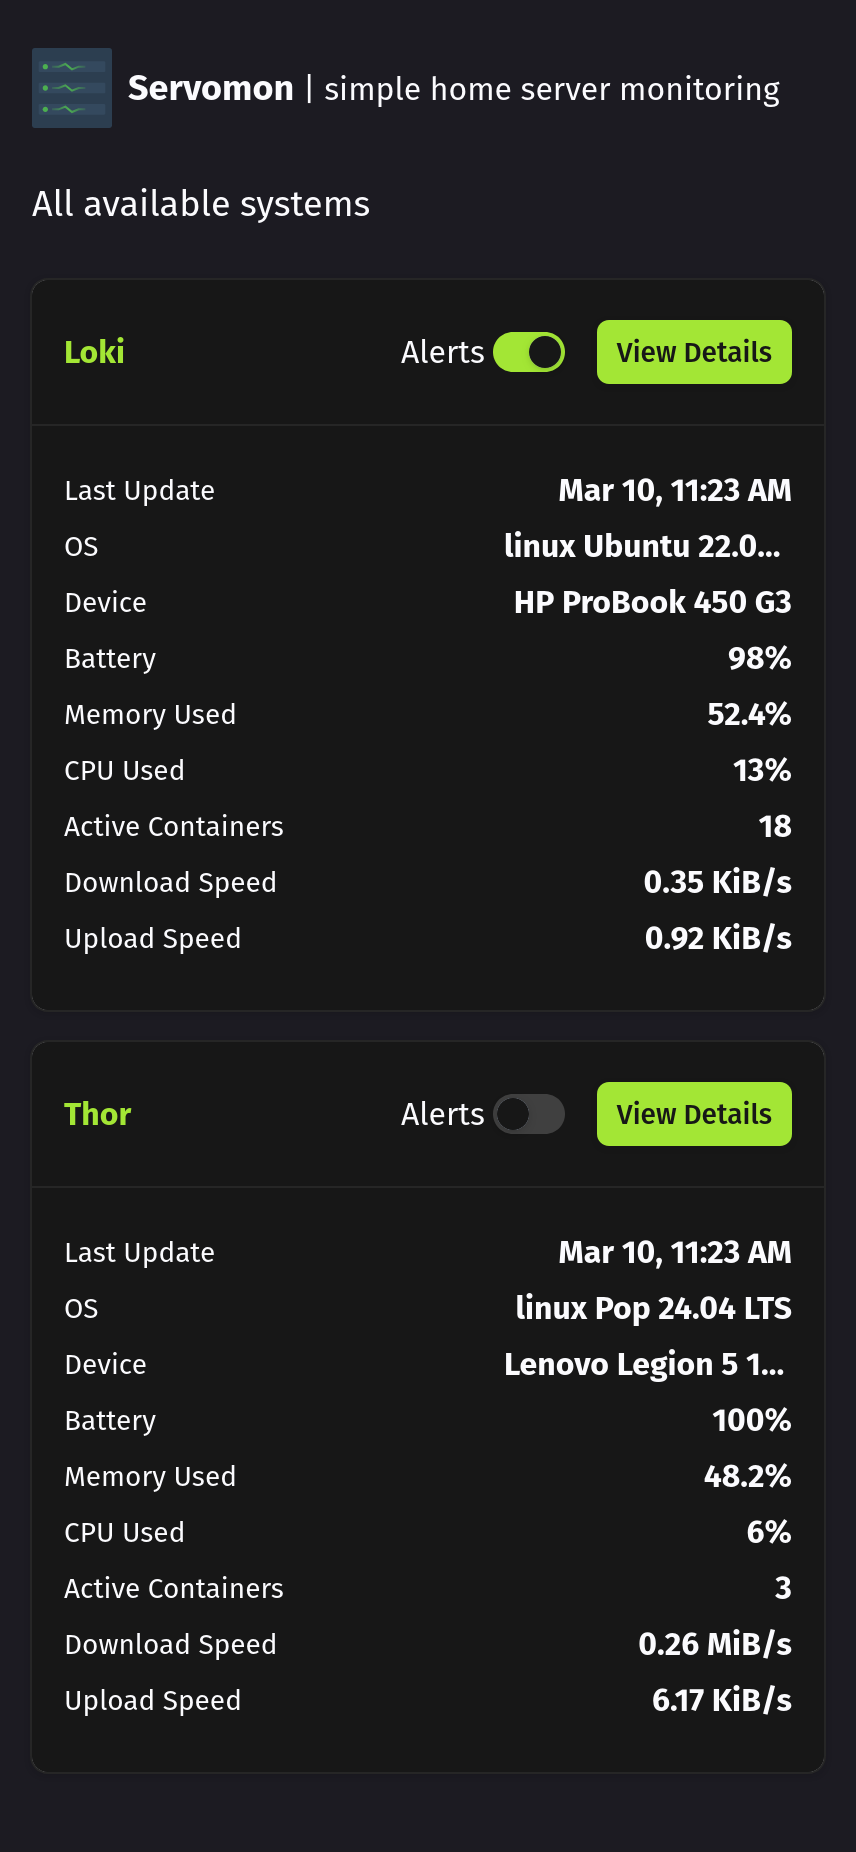 Servomon | simple home server monitoring
All available systems
Loki Alerts View Details
Last Update Mar 10, 11:23 AM
OS linux Ubuntu 22.0...
Device HP ProBook 450 G3
Battery 98%
Memory Used 52.4%
CPU Used 13%
Active Containers 18
Download Speed 0.35 KiB/s
Upload Speed 0.92 KiB/s
Thor Alerts View Details
Last Update Mar 10, 11:23 AM
OS linux Pop 24.04 LTS
Device Lenovo Legion 5 1...
Battery 100%
Memory Used 48.2%
CPU Used 6%
Active Containers 3
Download Speed 0.26 MiB/s
Upload Speed 6.17 KiB/s